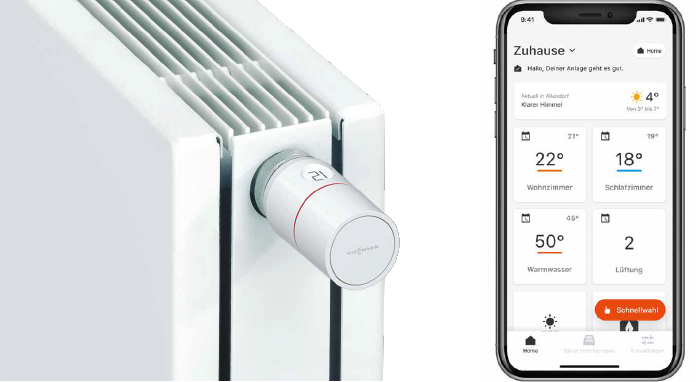 21
VIESMANN
9:41
Zuhause
Home
Hallo, Deiner Anlage geht es gut.
Aktuell in Allendorf
Klarer Himmel
4°
Von 3° bis 7°
21°
22°
Wohnzimmer
19°
18°
Schlafzimmer
45°
50°
Warmwasser
2
Lüftung
Schnellwahl
Home
Benachrichtigungen
Einstellungen